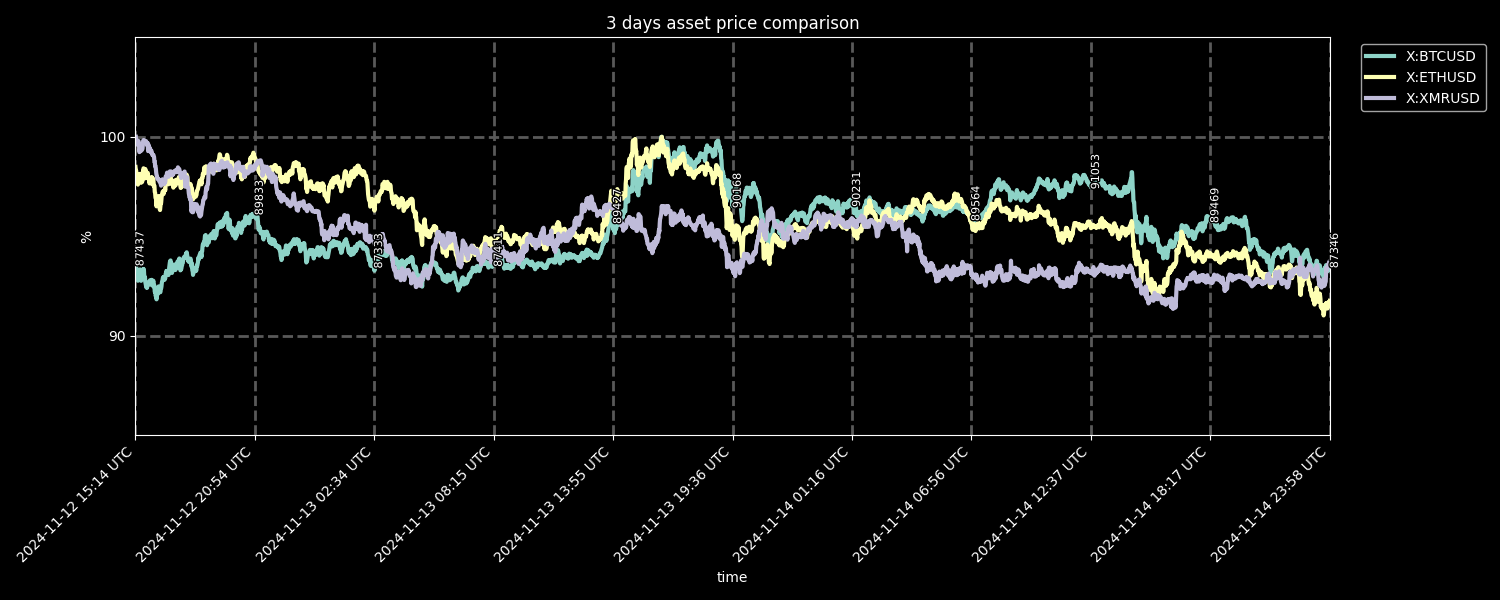 3 days asset price comparison
X:BTCUSD
X:ETHUSD
X:XMRUSD
100
90
%
87437
89833
87333
87411
89427
90168
90231
89564
91053
89469
87346
2024-11-12 15:14 UTC
2024-11-12 20:54 UTC
2024-11-13 02:34 UTC
2024-11-13 08:15 UTC
2024-11-13 13:55 UTC
2024-11-13 19:36 UTC
2024-11-14 01:16 UTC
2024-11-14 06:56 UTC
2024-11-14 12:37 UTC
2024-11-14 18:17 UTC
2024-11-14 23:58 UTC
time